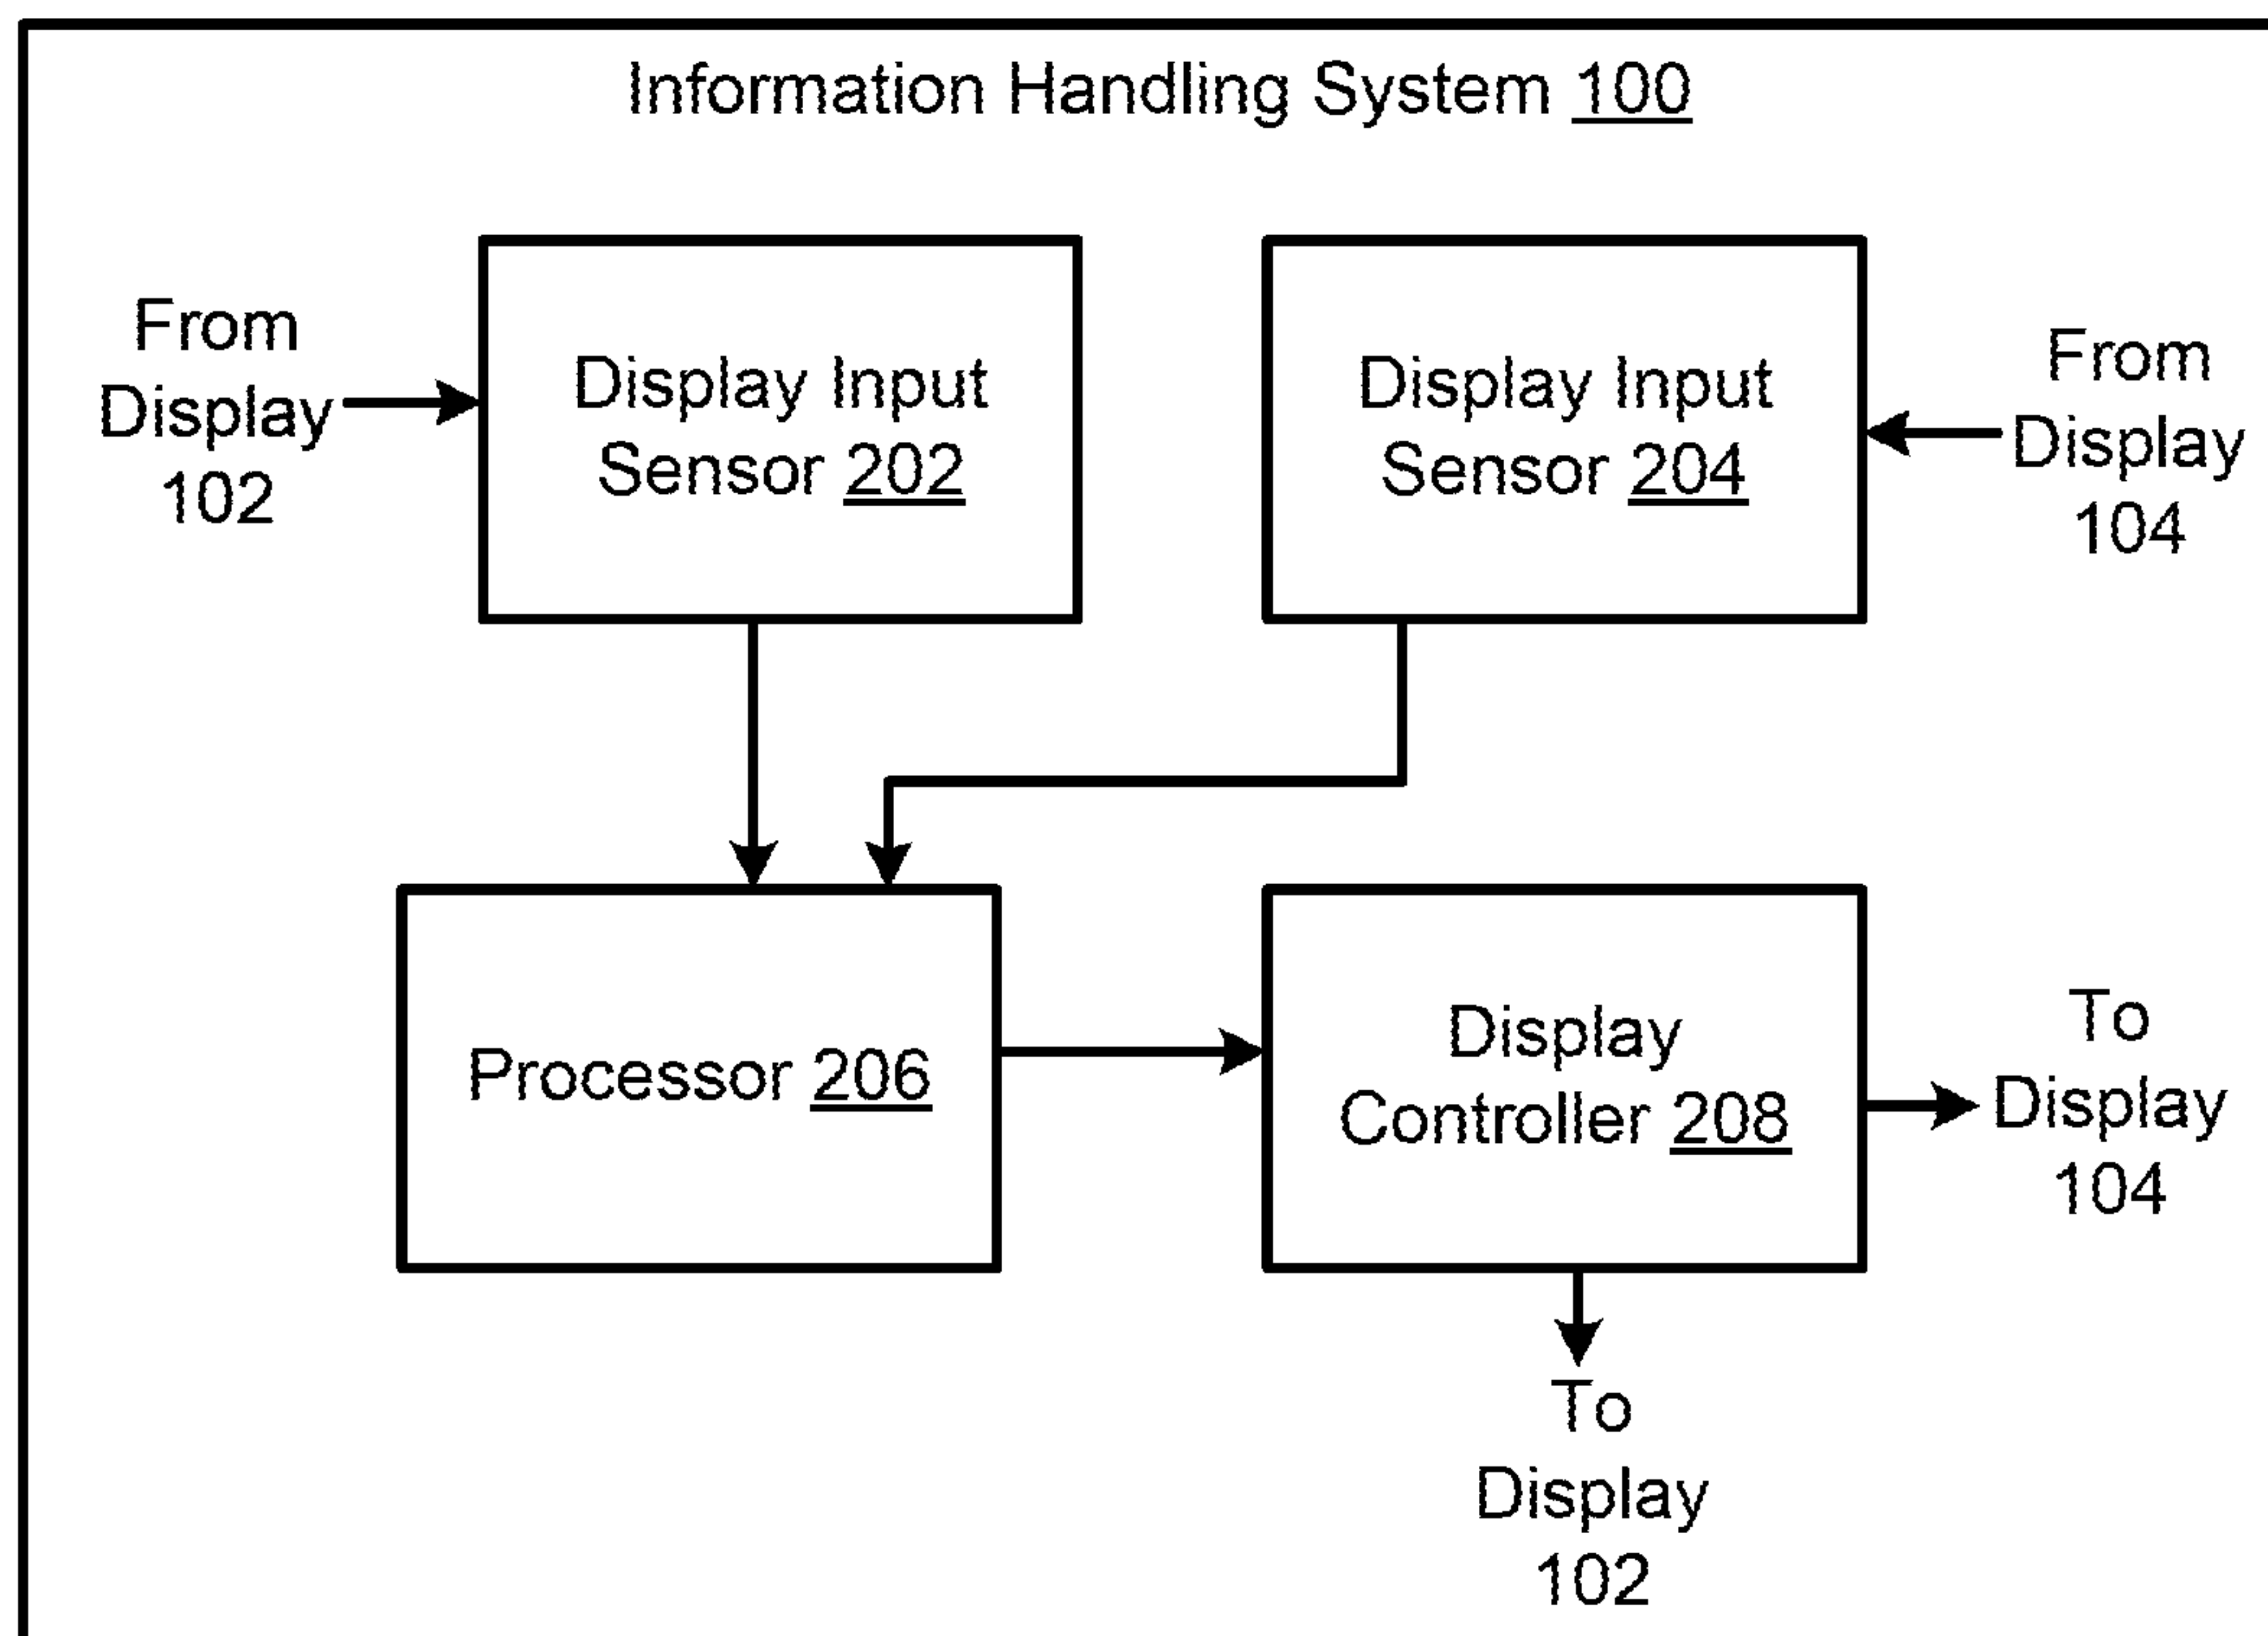 Information Handling System 100
From
Display
102
Display Input
Sensor 202
Display Input
Sensor 204
From
Display
104
Processor 206
Display
Controller 208
To
Display
104
To
Display
102